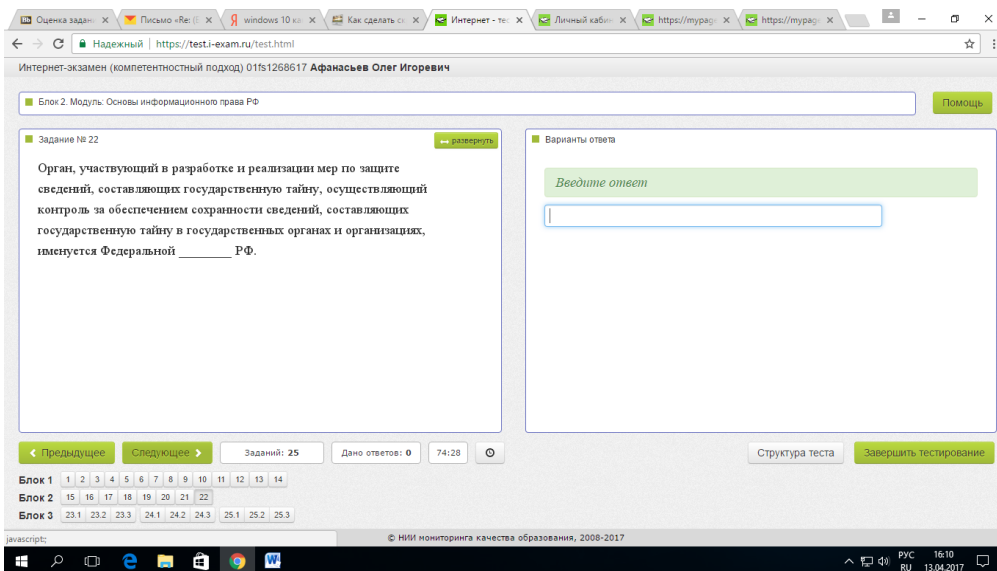 Оценка задани
Письмо «Re: (Б
windows 10 ка
Как сделать ск
Интернет - тес
Личный кабин
https://mypage
https://mypage
Надежный | https://test.i-exam.ru/test.html
Интернет-экзамен (компетентностный подход) 01fs1268617 Афанасьев Олег Игоревич
Блок 2. Модуль: Основы информационного права РФ
Помощь
Задание № 22
развернуть
Орган, участвующий в разработке и реализации мер по защите
сведений, составляющих государственную тайну, осуществляющий
контроль за обеспечением сохранности сведений, составляющих
государственную тайну в государственных органах и организациях,
именуется Федеральной ________ РФ.
Варианты ответа
Введите ответ
Предыдущее
Следующее
Заданий: 25
Дано ответов: 0
74:28
Структура теста
Завершить тестирование
Блок 1 1 2 3 4 5 6 7 8 9 10 11 12 13 14
Блок 2 15 16 17 18 19 20 21 22
Блок 3 23.1 23.2 23.3 24.1 24.2 24.3 25.1 25.2 25.3
javascript:;
© НИИ мониторинга качества образования, 2008-2017
РУС
RU
16:10
13.04.2017